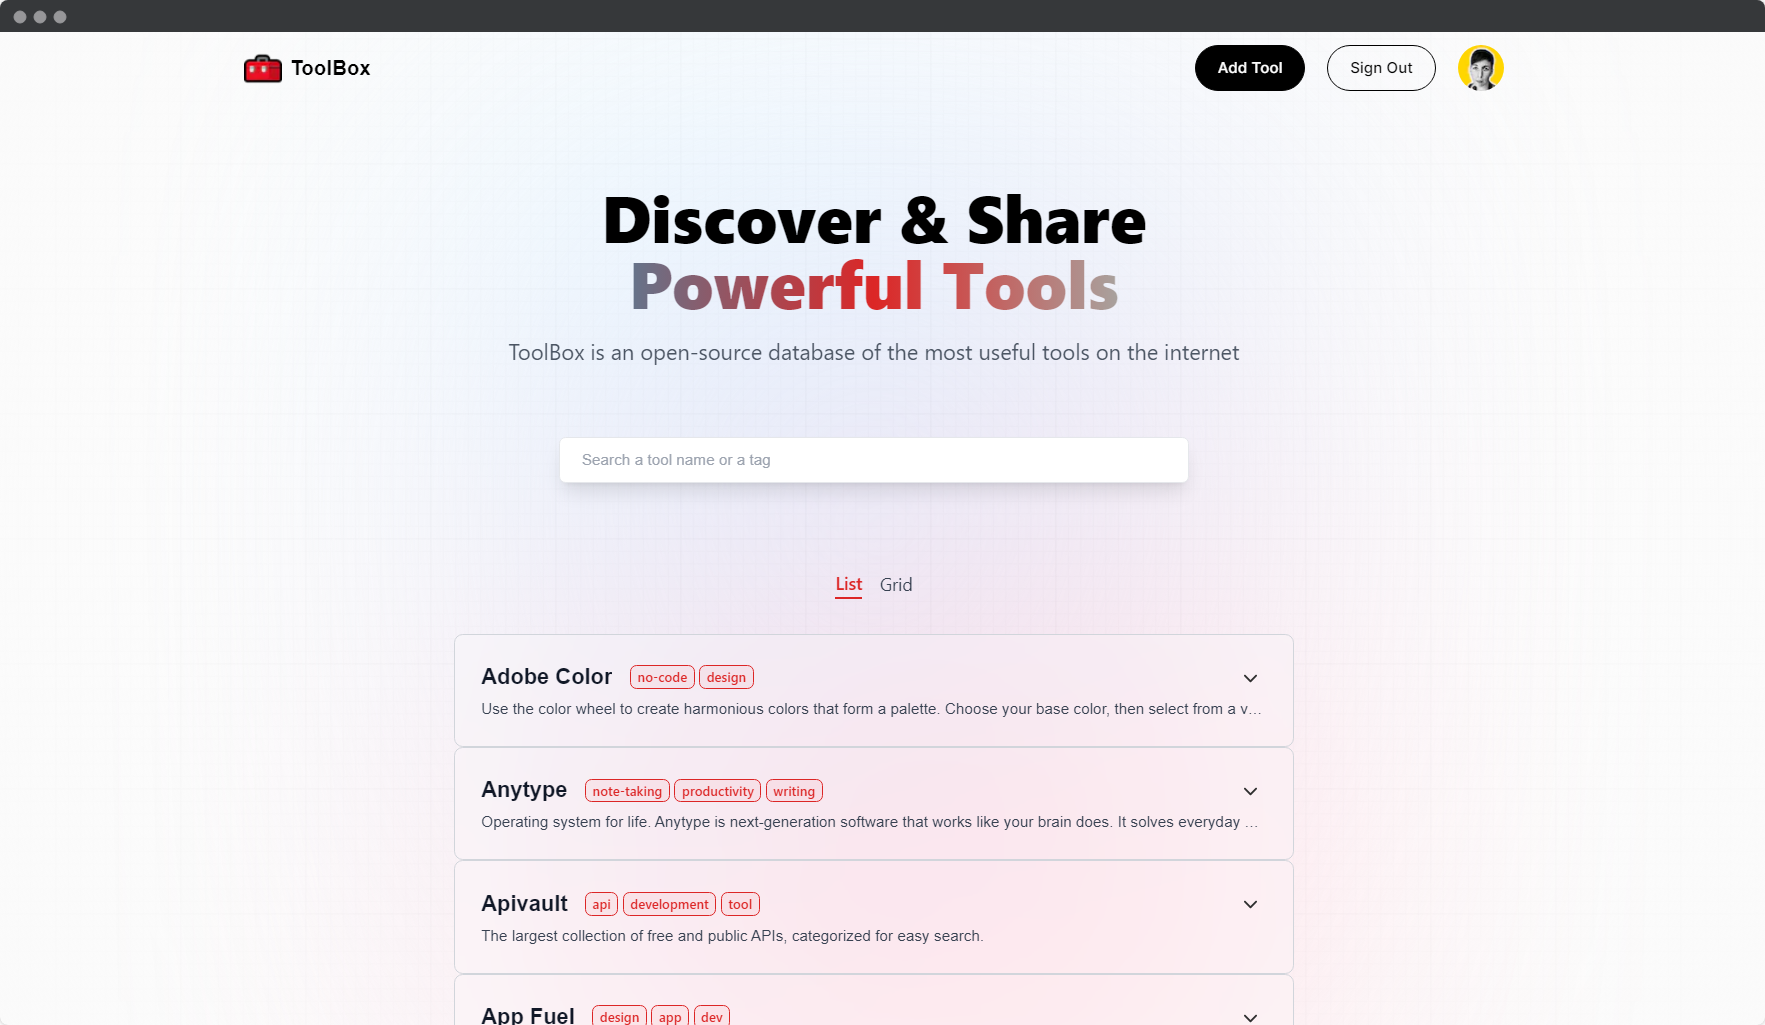 ToolBox
Add Tool
Sign Out
Discover & Share
Powerful Tools
ToolBox is an open-source database of the most useful tools on the internet
Search a tool name or a tag
List Grid
Adobe Color no-code design
Use the color wheel to create harmonious colors that form a palette. Choose your base color, then select from a v...
Anytype note-taking productivity writing
Operating system for life. Anytype is next-generation software that works like your brain does. It solves everyday ...
Apivault api development tool
The largest collection of free and public APIs, categorized for easy search.
App Fuel design app dev